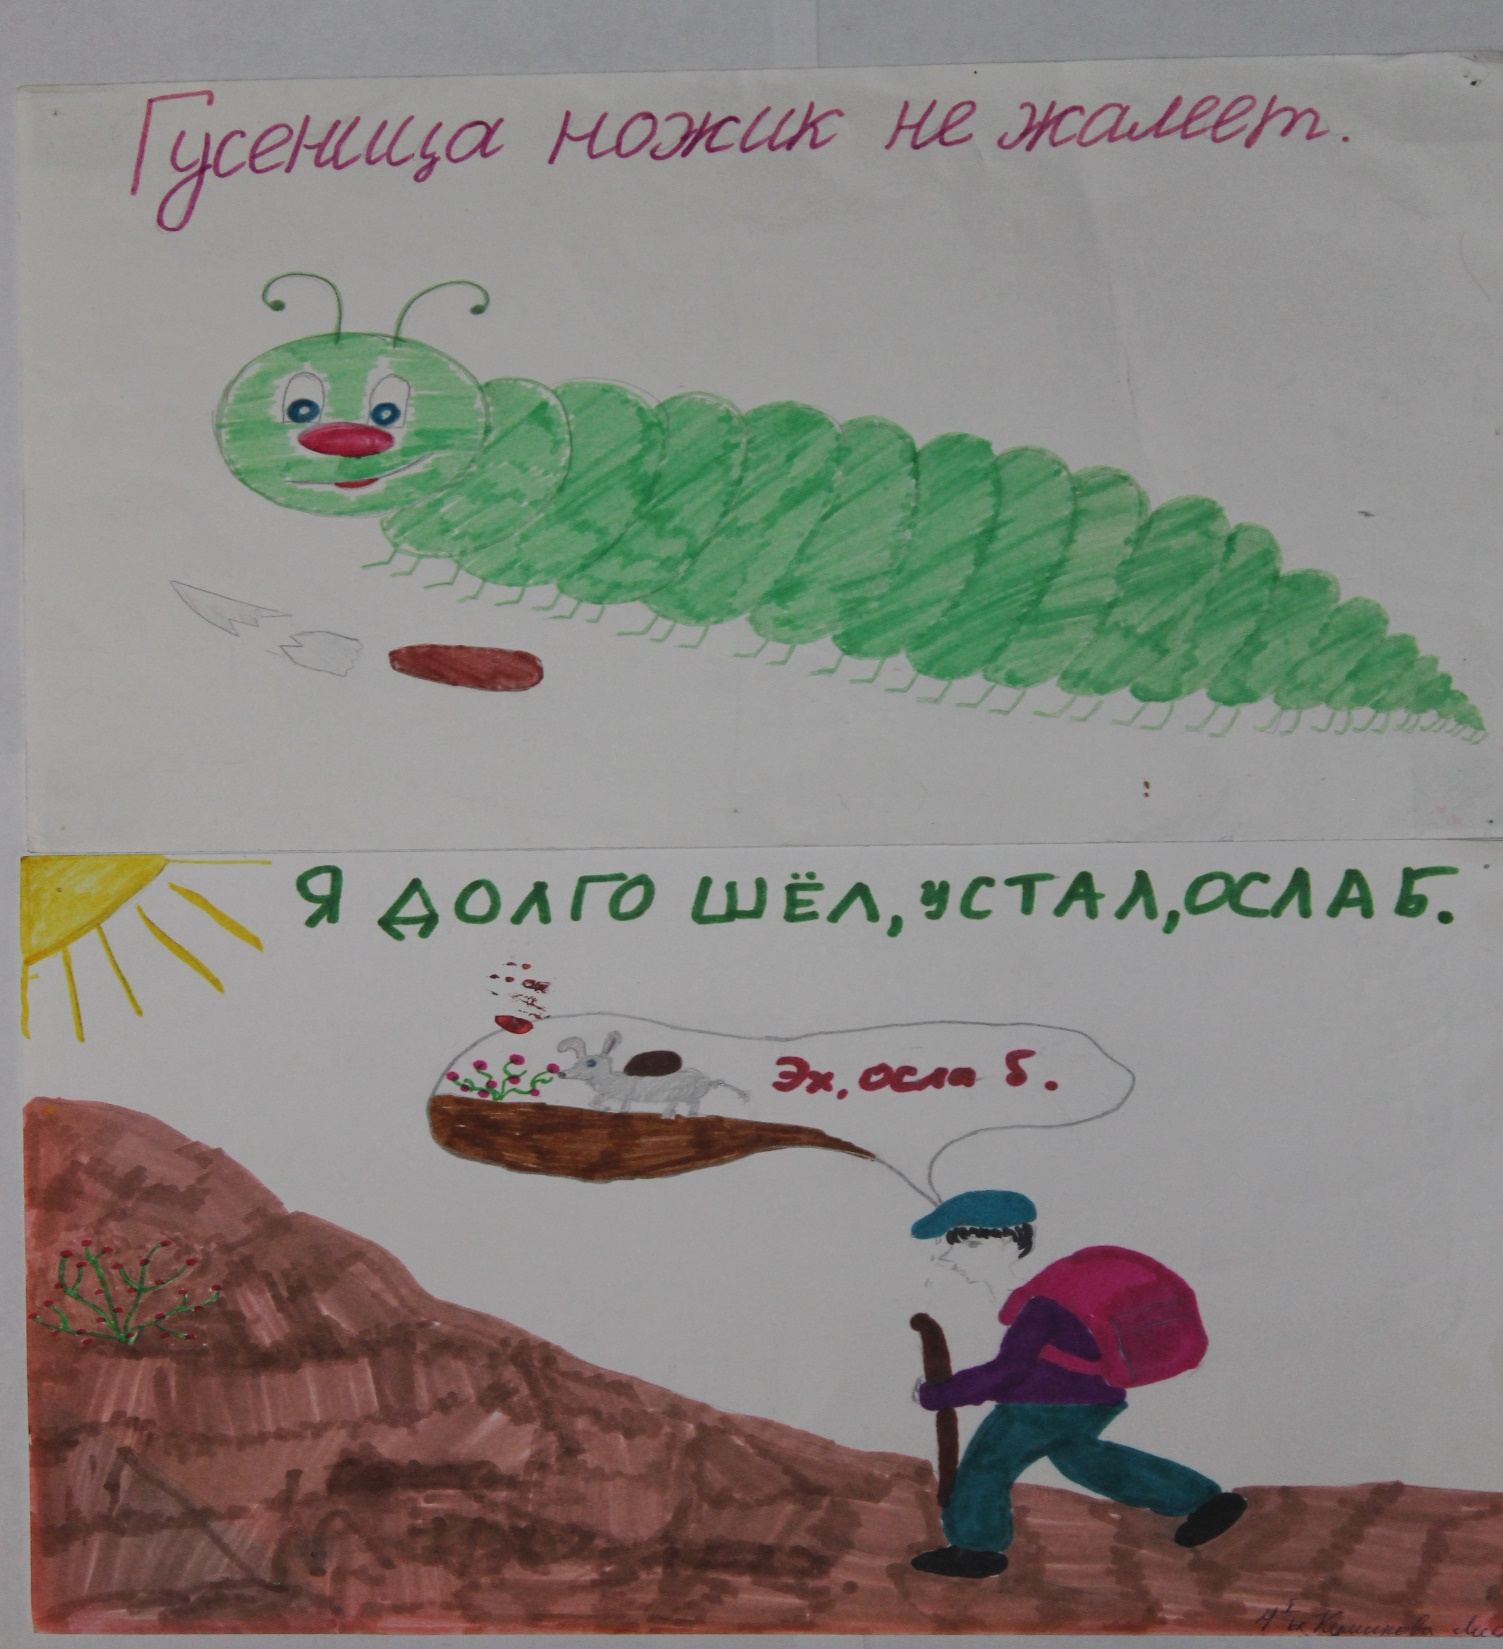 Гусеница ножик не жалеет.
Я ДОЛГО ШЁЛ, УСТАЛ, ОСЛАБ.
Эх, осла б.